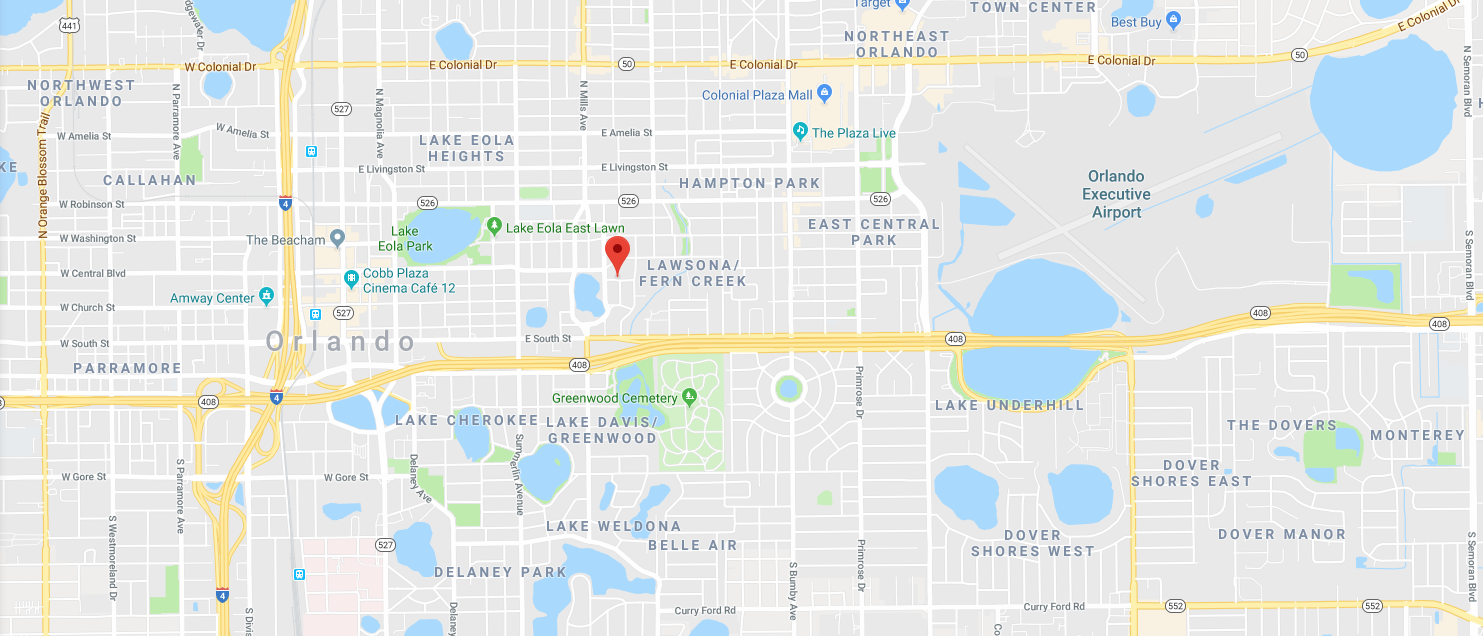 441
Edgewater Dr
Target
TOWN CENTER
Best Buy
E Colonial Dr
NORTHEAST
ORLANDO
W Colonial Dr
E Colonial Dr
50
E Colonial Dr
E Colonial Dr
50
N Semoran Blvd
NORTHWEST
ORLANDO
N Parramore Ave
527
N Magnolia Ave
N Mills Ave
Colonial Plaza Mall
W Amelia St
W Amelia St
E Amelia St
The Plaza Live
LAKE EOLA
HEIGHTS
N Orange Blossom Trail
CALLAHAN
E Livingston St
E Livingston St
HAMPTON PARK
Orlando
Executive
Airport
W Robinson St
4
526
526
526
W Washington St
The Beacham
Lake
Eola Park
Lake Eola East Lawn
EAST CENTRAL
PARK
W Central Blvd
Cobb Plaza
Cinema Café 12
LAWSONA/
FERN CREEK
S Semoran Blvd
Amway Center
W Church St
527
408
408
Orlando
W South St
E South St
408
408
PARRAMORE
4
408
Greenwood Cemetery
Primrose Dr
LAKE UNDERHILL
LAKE CHEROKEE
LAKE DAVIS/
GREENWOOD
THE DOVERS
MONTEREY
Summerlin Avenue
W Gore St
W Gore St
Delaney Ave
S Parramore Ave
DOVER
SHORES EAST
S Westmoreland Dr
LAKE WELDONA
BELLE AIR
527
DOVER
SHORES WEST
DOVER MANOR
DELANEY PARK
S Bumby Ave
Primrose Dr
S Semoran Blvd
4
Delaney
Curry Ford Rd
Curry Ford Rd
552
552